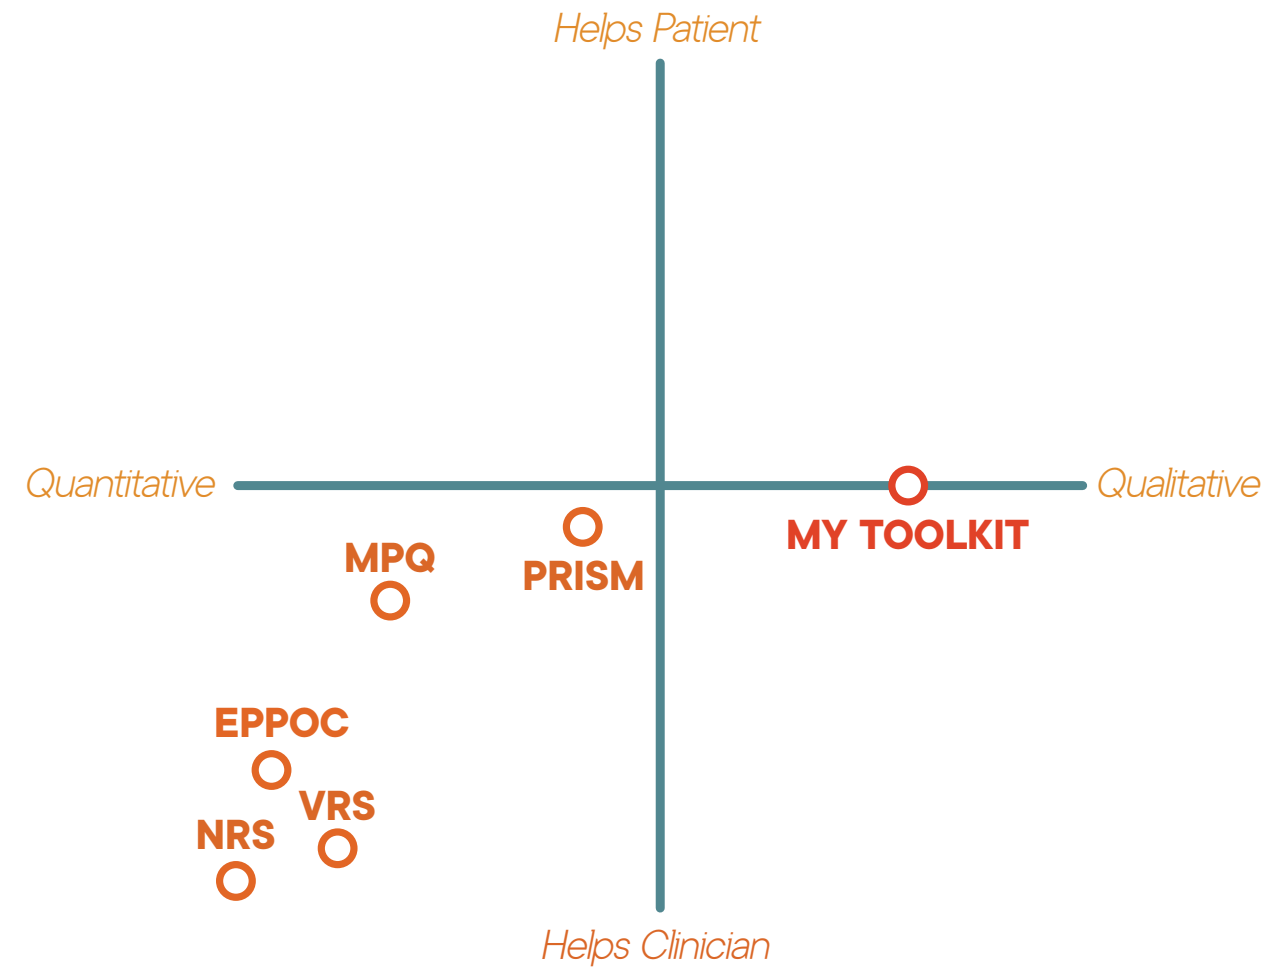 Helps Patient
Quantitative
Qualitative
MY TOOLKIT
MPQ
PRISM
EPPOC
VRS
NRS
Helps Clinician